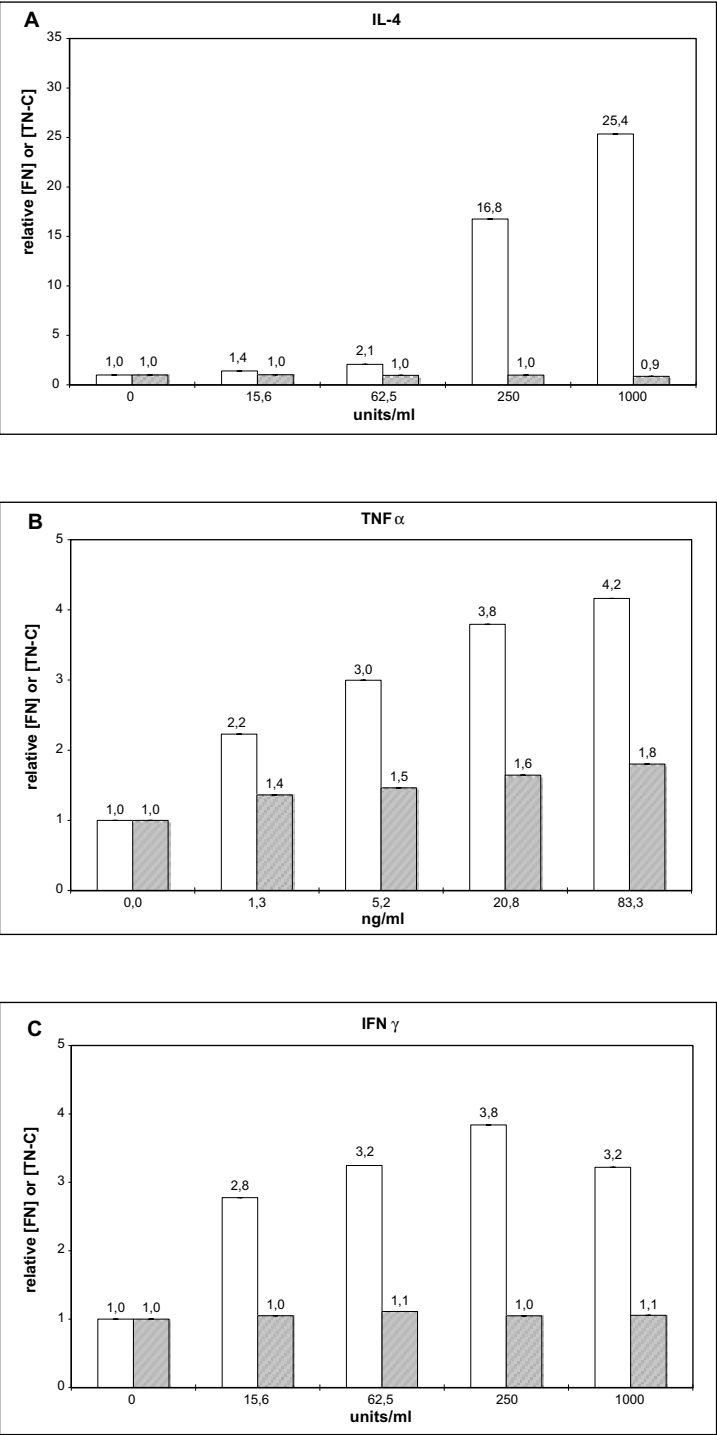 A
IL-4
relative [FN] or [TN-C]
35
30
25
20
15
10
5
0
1,0 1,0
1,4 1,0
2,1 1,0
16,8 1,0
25,4 0,9
0 15,6 62,5 250 1000
units/ml
B
TNF α
relative [FN] or [TN-C]
5
4
3
2
1
0
1,0 1,0
2,2 1,4
3,0 1,5
3,8 1,6
4,2 1,8
0,0 1,3 5,2 20,8 83,3
ng/ml
C
IFN γ
relative [FN] or [TN-C]
5
4
3
2
1
0
1,0 1,0
2,8 1,0
3,2 1,1
3,8 1,0
3,2 1,1
0 15,6 62,5 250 1000
units/ml